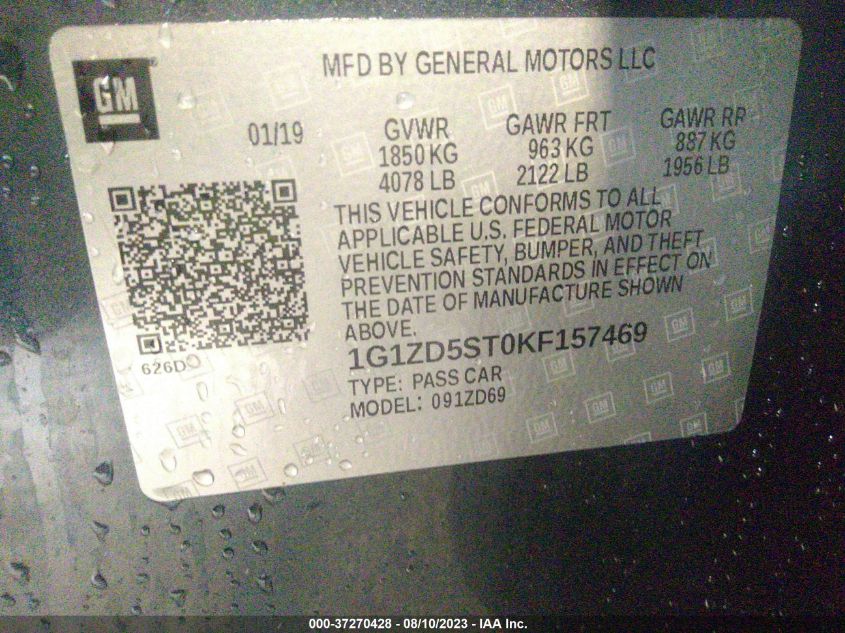 GM
MFD BY GENERAL MOTORS LLC
01/19
GVWR
1850 KG
4078 LB
GAWR FRT
963 KG
2122 LB
GAWR RR
887 KG
1956 LB
THIS VEHICLE CONFORMS TO ALL
APPLICABLE U.S. FEDERAL MOTOR
VEHICLE SAFETY, BUMPER, AND THEFT
PREVENTION STANDARDS IN EFFECT ON
THE DATE OF MANUFACTURE SHOWN
ABOVE.
1G1ZD5ST0KF157469
TYPE: PASS CAR
MODEL: 091ZD69
626D
000-37270428 - 08/10/2023 - IAA Inc.